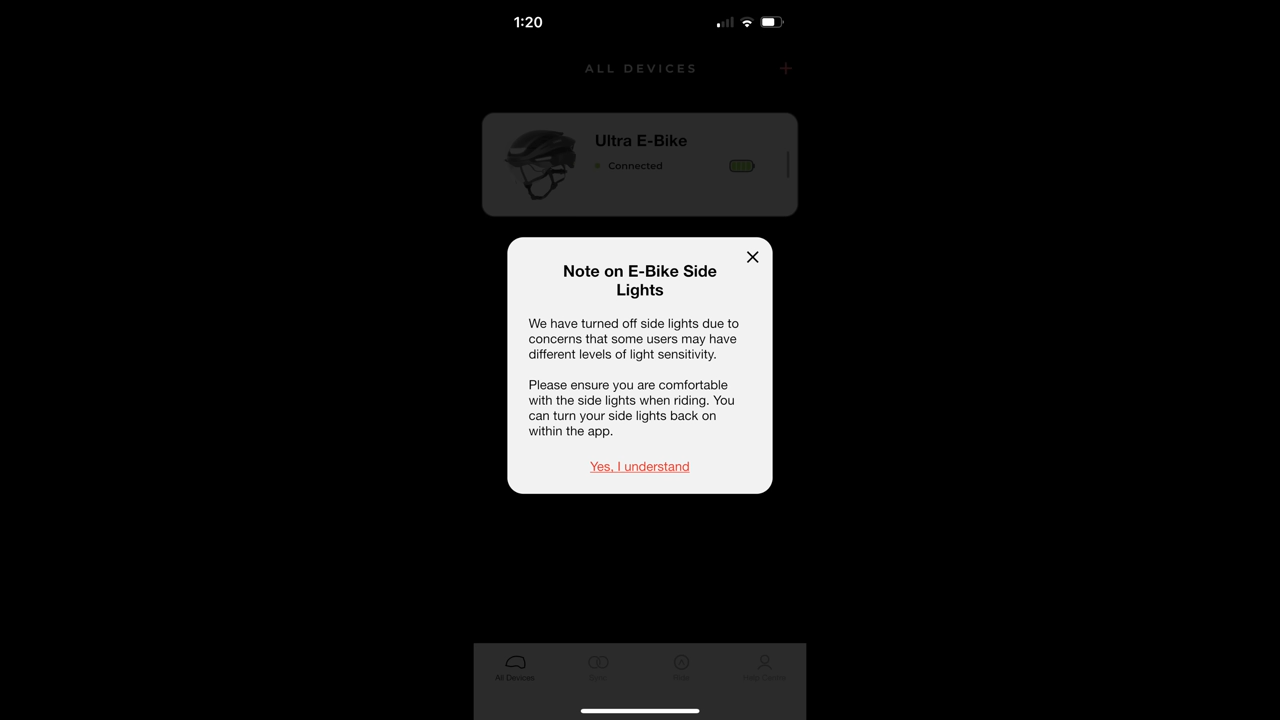 1:20
ALL DEVICES
Ultra E-Bike
Connected
Note on E-Bike Side
Lights
We have turned off side lights due to
concerns that some users may have
different levels of light sensitivity.
Please ensure you are comfortable
with the side lights when riding. You
can turn your side lights back on
within the app.
Yes, I understand
All Devices
Help Center